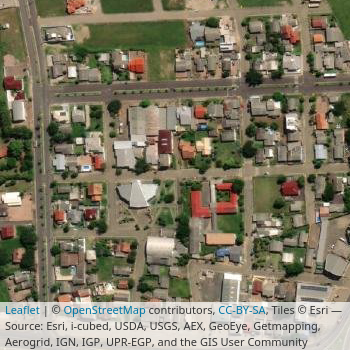 Leaflet | © OpenStreetMap contributors, CC-BY-SA, Tiles © Esri —
Source: Esri, i-cubed, USDA, USGS, AEX, GeoEye, Getmapping,
Aerogrid, IGN, IGP, UPR-EGP, and the GIS User Community